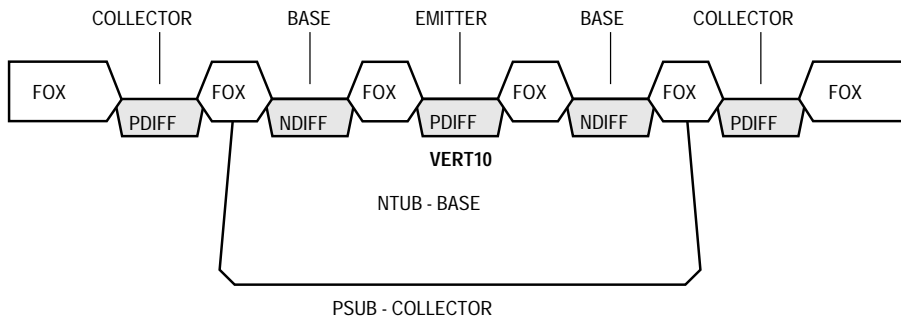 COLLECTOR BASE EMITTER BASE COLLECTOR
FOX FOX FOX FOX FOX FOX
PDIFF NDIFF PDIFF NDIFF PDIFF
VERT10
NTUB - BASE
PSUB - COLLECTOR